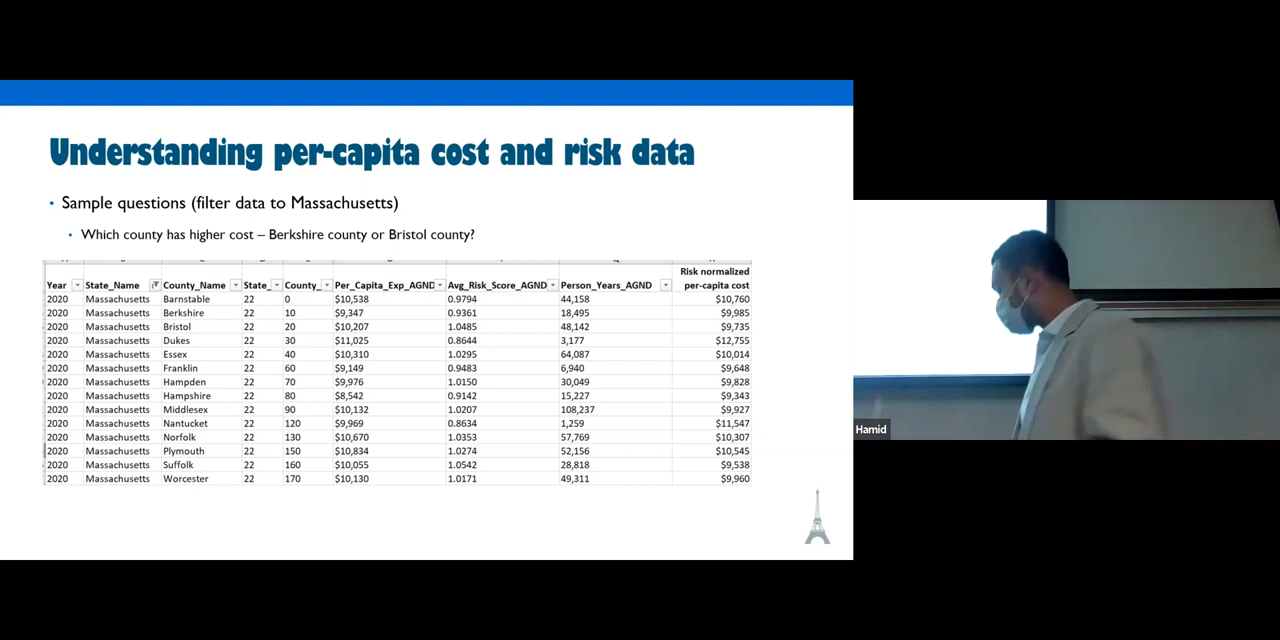 Understanding per-capita cost and risk data
• Sample questions (filter data to Massachusetts)
• Which county has higher cost – Berkshire county or Bristol county?
Risk normalized
Year State_Name County_Name State_ County_ Per_Capita_Exp_AGND Avg_Risk_Score_AGND Person_Years_AGND per-capita cost
2020 Massachusetts Barnstable 22 0 $10,538 0.9794 44,158 $10,760
2020 Massachusetts Berkshire 22 10 $9,347 0.9361 18,495 $9,985
2020 Massachusetts Bristol 22 20 $10,207 1.0485 48,142 $9,735
2020 Massachusetts Dukes 22 30 $11,025 0.8644 3,177 $12,755
2020 Massachusetts Essex 22 40 $10,310 1.0295 64,087 $10,014
2020 Massachusetts Franklin 22 60 $9,149 0.9483 6,940 $9,648
2020 Massachusetts Hampden 22 70 $9,976 1.0150 30,049 $9,828
2020 Massachusetts Hampshire 22 80 $8,542 0.9142 15,227 $9,343
2020 Massachusetts Middlesex 22 90 $10,132 1.0207 108,237 $9,927
2020 Massachusetts Nantucket 22 120 $9,969 0.8634 1,259 $11,547
2020 Massachusetts Norfolk 22 130 $10,670 1.0353 57,769 $10,307
2020 Massachusetts Plymouth 22 150 $10,834 1.0274 52,156 $10,545
2020 Massachusetts Suffolk 22 160 $10,055 1.0542 28,818 $9,538
2020 Massachusetts Worcester 22 170 $10,130 1.0171 49,311 $9,960
Hamid